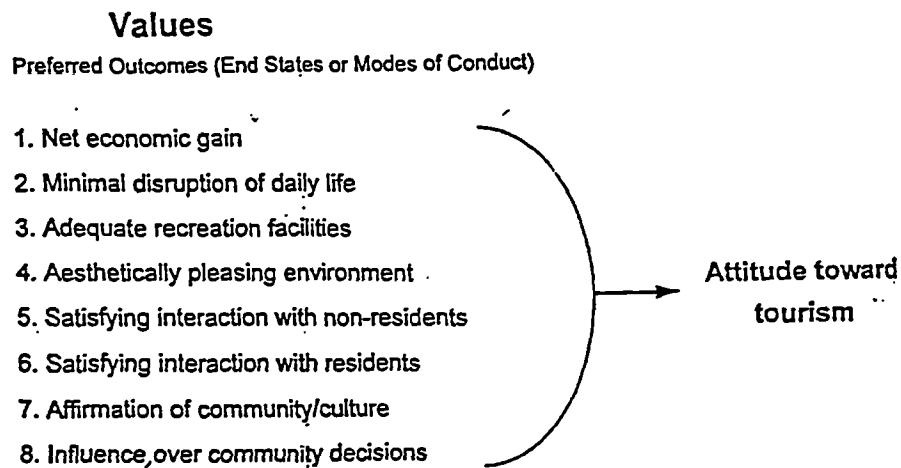 Values
Preferred Outcomes (End States or Modes of Conduct)
1. Net economic gain
2. Minimal disruption of daily life
3. Adequate recreation facilities
4. Aesthetically pleasing environment
5. Satisfying interaction with non-residents
6. Satisfying interaction with residents
7. Affirmation of community/culture
8. Influence over community decisions
Attitude toward
tourism